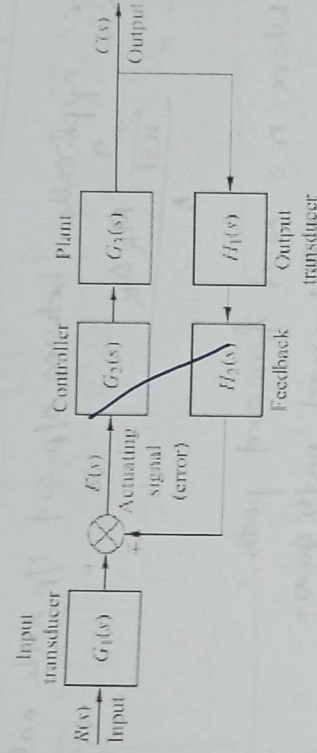 Input
transducer
R(s)
Input
G₁(s)
E(s)
Actuating
signal
(error)
Controller
G₂(s)
Plant
G₃(s)
C(s)
Output
H₂(s)
Feedback
H₁(s)
Output
transducer